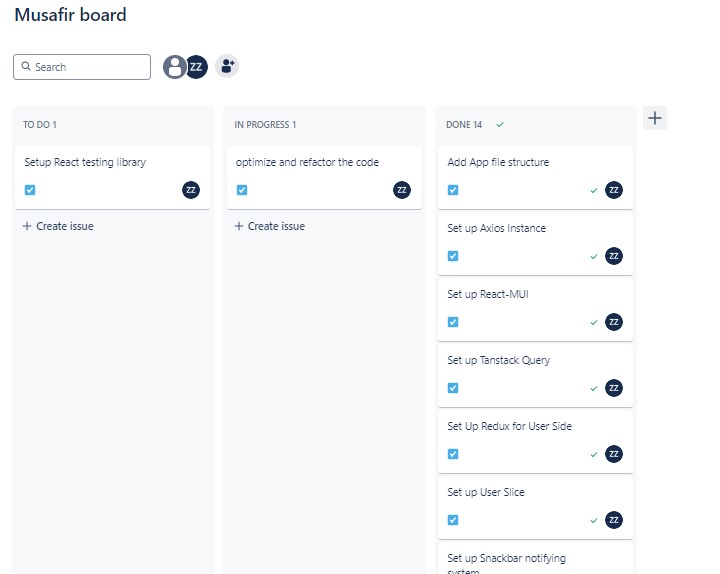 Musafir board
Search
ZZ
TO DO 1
Setup React testing library
ZZ
+ Create issue
IN PROGRESS 1
optimize and refactor the code
ZZ
+ Create issue
DONE 14
Add App file structure
ZZ
Set up Axios Instance
ZZ
Set up React-MUI
ZZ
Set up Tanstack Query
ZZ
Set Up Redux for User Side
ZZ
Set up User Slice
ZZ
Set up Snackbar notifying
system